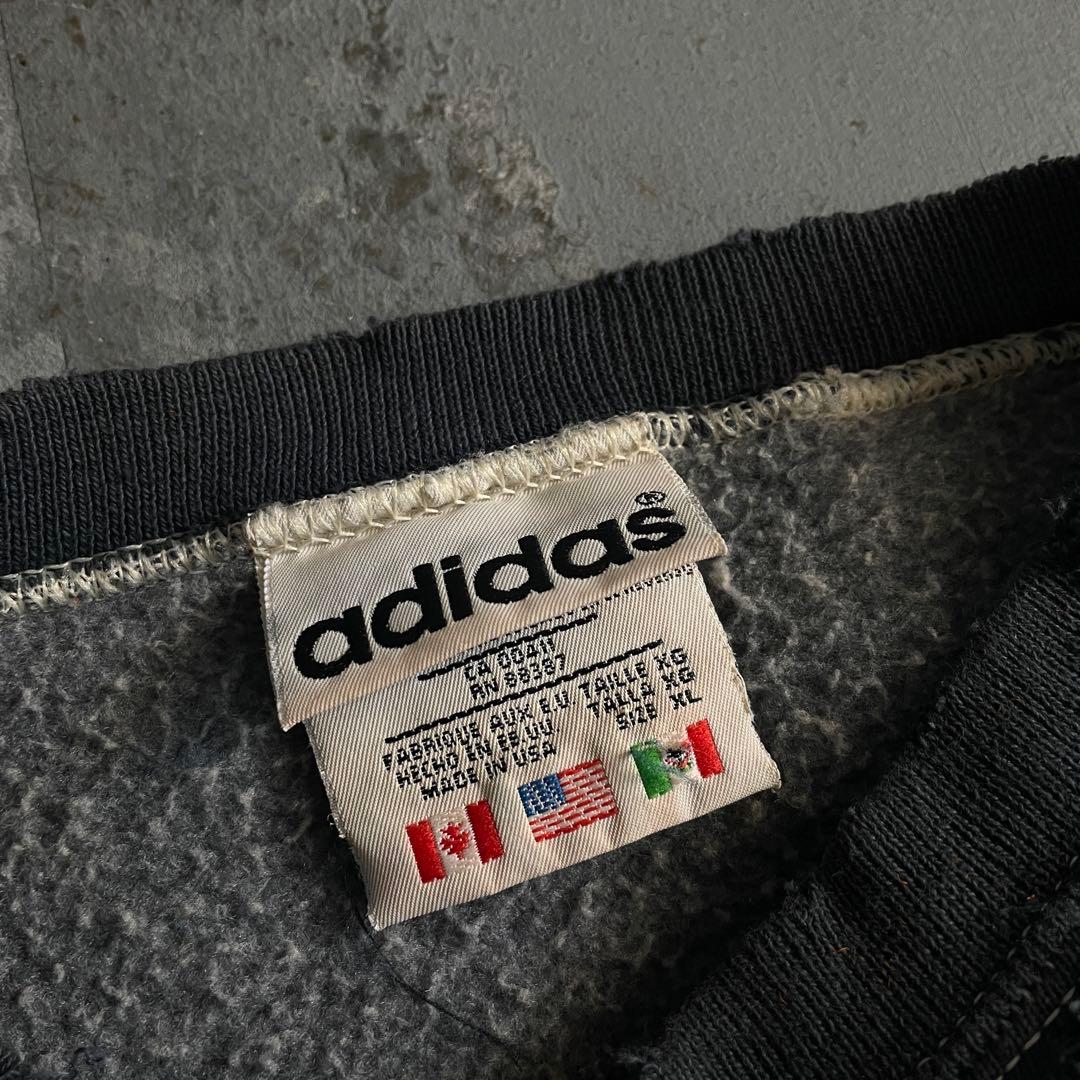 adidas®
CA 00411
RN 88387
FABRIQUE AUX E.U. TAILLE XG
HECHO EN EE.UU. TALLA XG
MADE IN USA SIZE XL